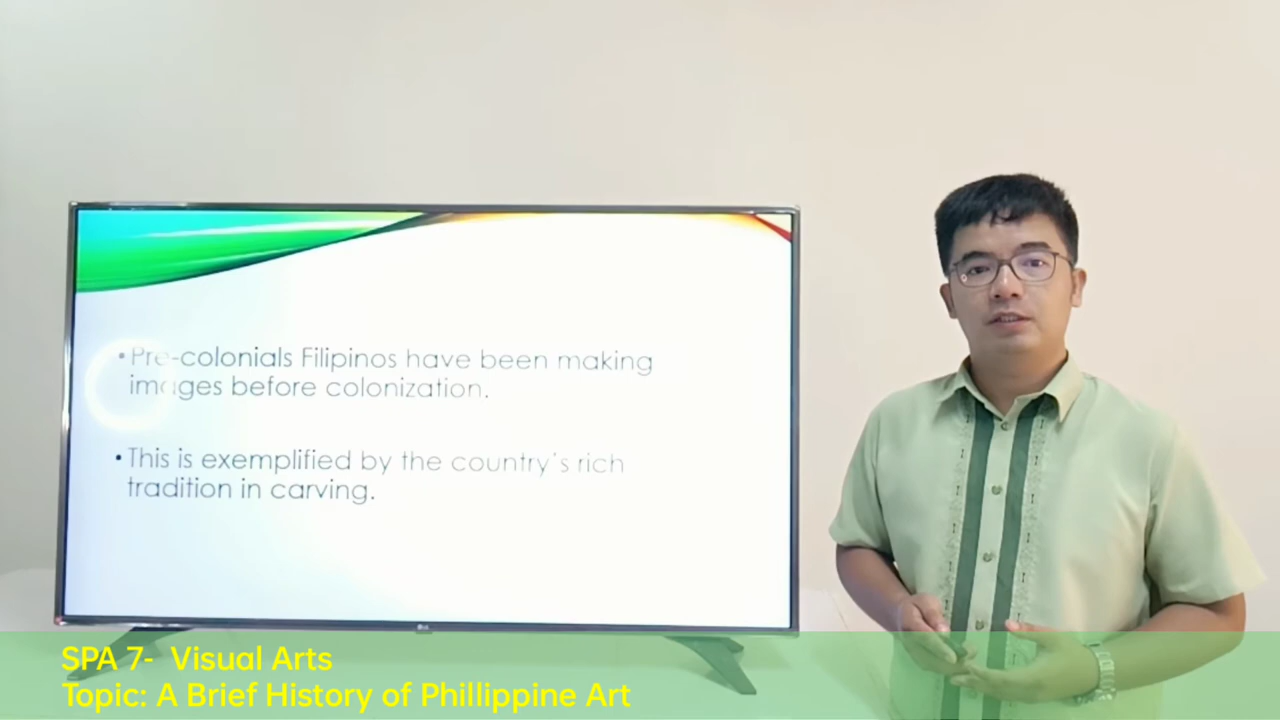 •Pre-colonials Filipinos have been making
images before colonization.
•This is exemplified by the country's rich
tradition in carving.
LG
SPA 7- Visual Arts
Topic: A Brief History of Phillippine Art